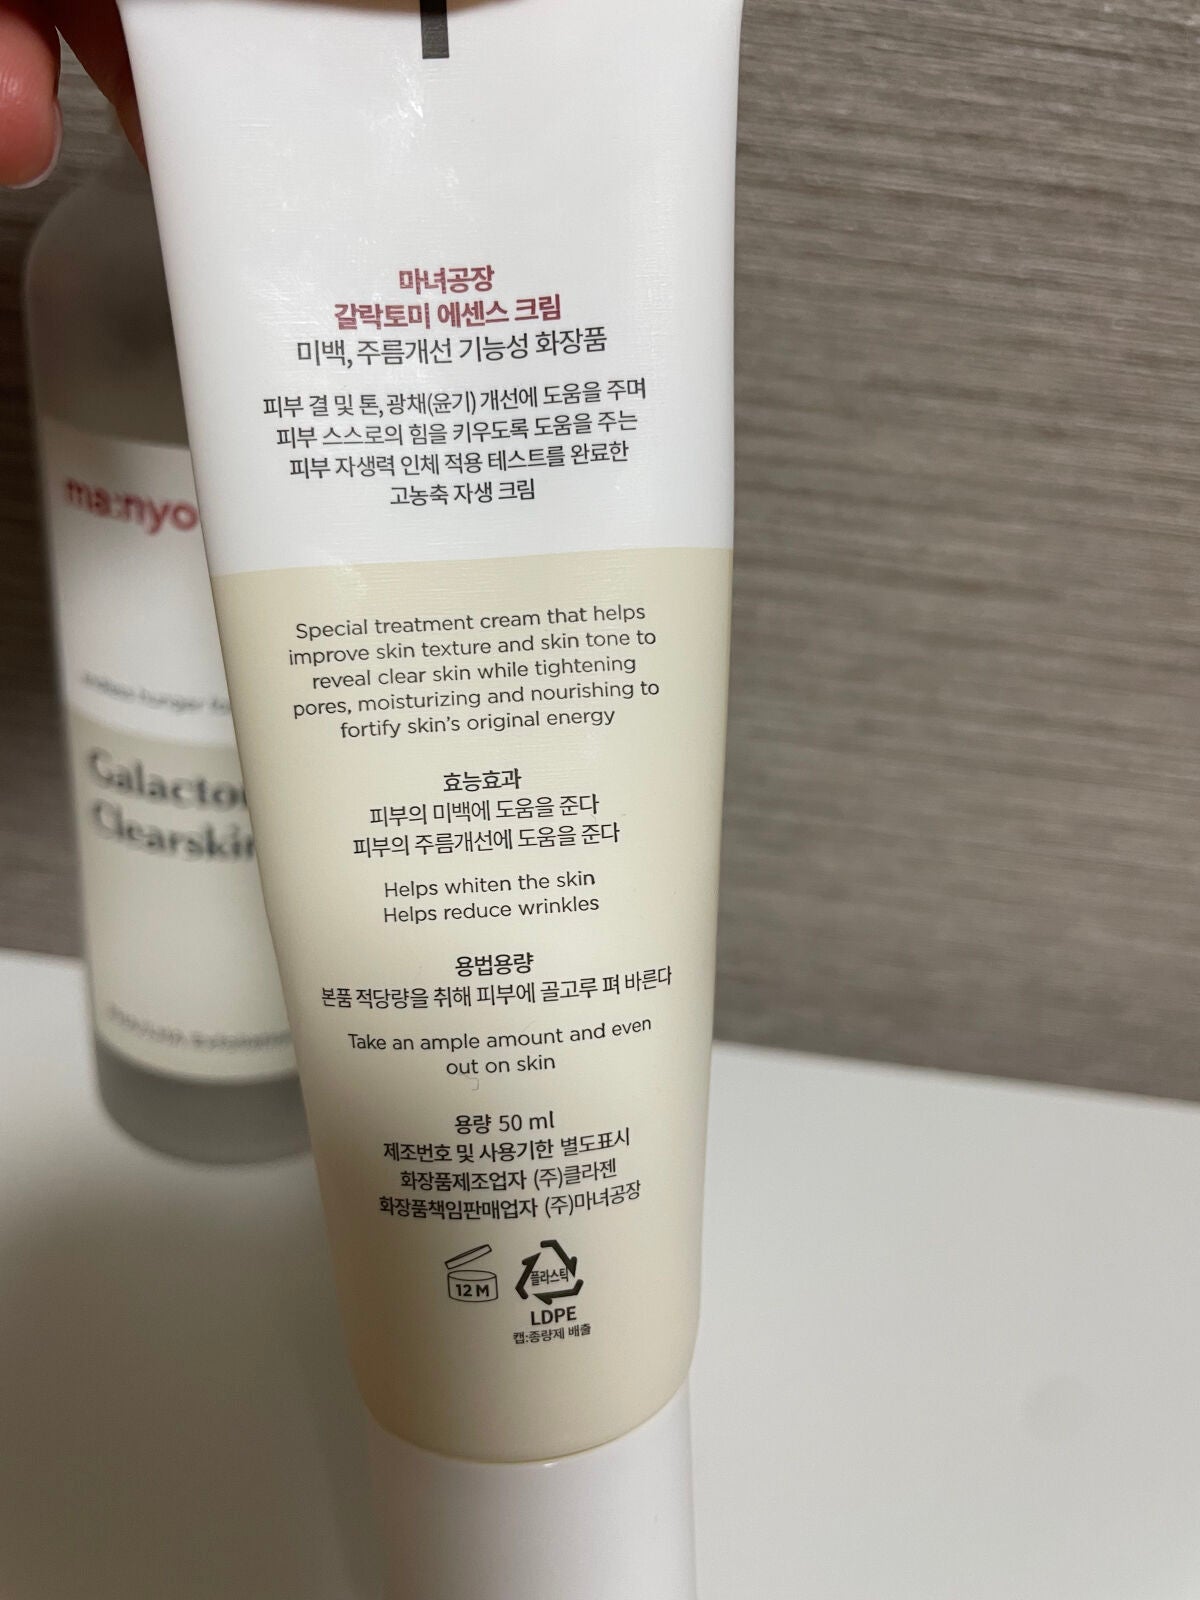 마녀공장
갈락토미 에센스 크림
미백, 주름개선 기능성 화장품
피부 결 및 톤, 광채(윤기) 개선에 도움을 주며
피부 스스로의 힘을 키우도록 도움을 주는
피부 자생력 인체 적용 테스트를 완료한
고농축 자생 크림
Special treatment cream that helps
improve skin texture and skin tone to
reveal clear skin while tightening
pores, moisturizing and nourishing to
fortify skin's original energy
효능효과
피부의 미백에 도움을 준다
피부의 주름개선에 도움을 준다
Helps whiten the skin
Helps reduce wrinkles
용법용량
본품 적당량을 취해 피부에 골고루 펴 바른다
Take an ample amount and even
out on skin
용량 50 ml
제조번호 및 사용기한 별도표시
화장품제조업자 (주)클라젠
화장품책임판매업자 (주)마녀공장
12 M
플라스틱
LDPE
캡:종량제 배출
ma:nyo
Galacto
Clearskin